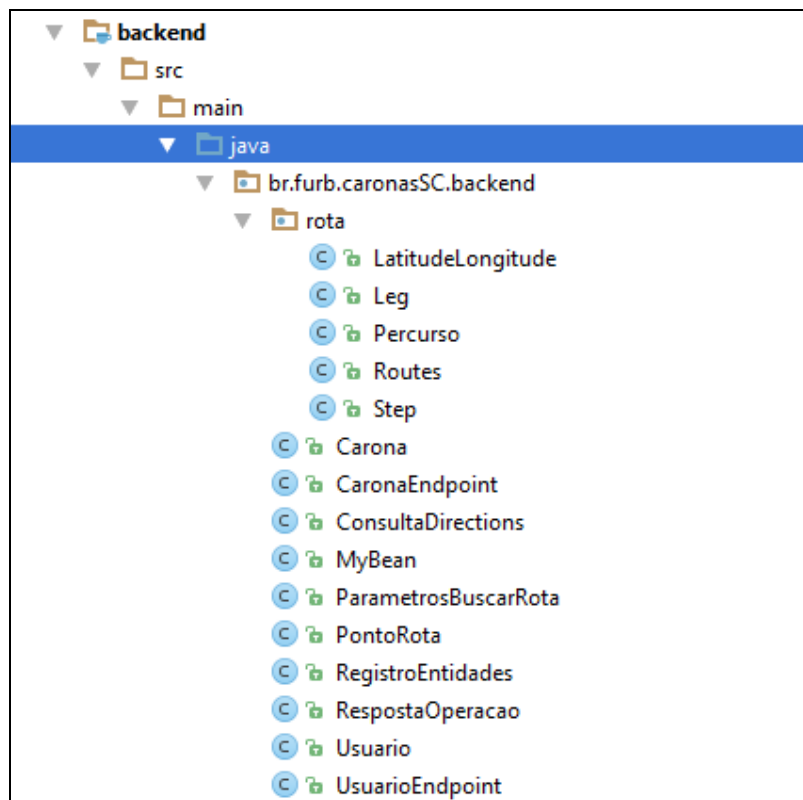 backend
src
main
java
br.furb.caronasSC.backend
rota
C LatitudeLongitude
C Leg
C Percurso
C Routes
C Step
C Carona
C CaronaEndpoint
C ConsultaDirections
C MyBean
C ParametrosBuscarRota
C PontoRota
C RegistroEntidades
C RespostaOperacao
C Usuario
C UsuarioEndpoint